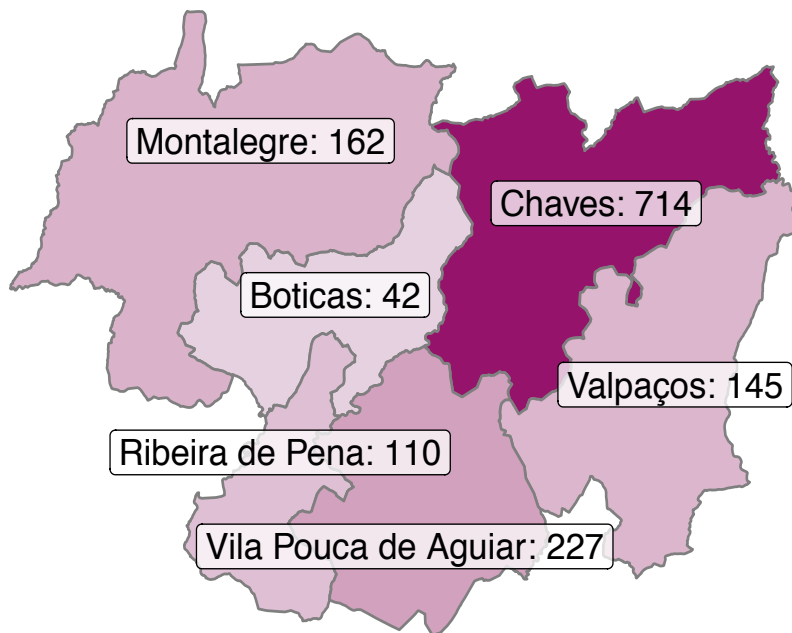 Montalegre: 162
Chaves: 714
Boticas: 42
Valpaços: 145
Ribeira de Pena: 110
Vila Pouca de Aguiar: 227